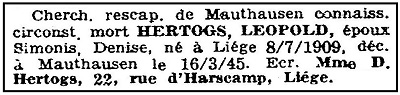 Cherch. rescap. de Mauthausen connaiss.
circonst. mort HERTOGS, LEOPOLD, époux
Simonis, Denise, né à Liége 8/7/1909, déc.
à Mauthausen le 16/3/45. Ecr. Mme D.
Hertogs, 22, rue d'Harscamp, Liége.